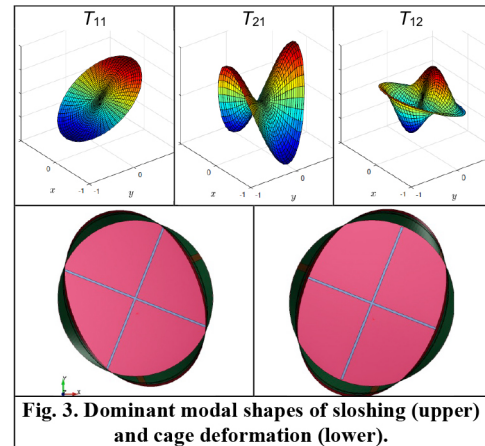 T11 T21 T12
0 0 0
0 0 0
x -1 -1 y 1 x -1 -1 y 1 x -1 -1 y 1
Y
Z X
Fig. 3. Dominant modal shapes of sloshing (upper)
and cage deformation (lower).